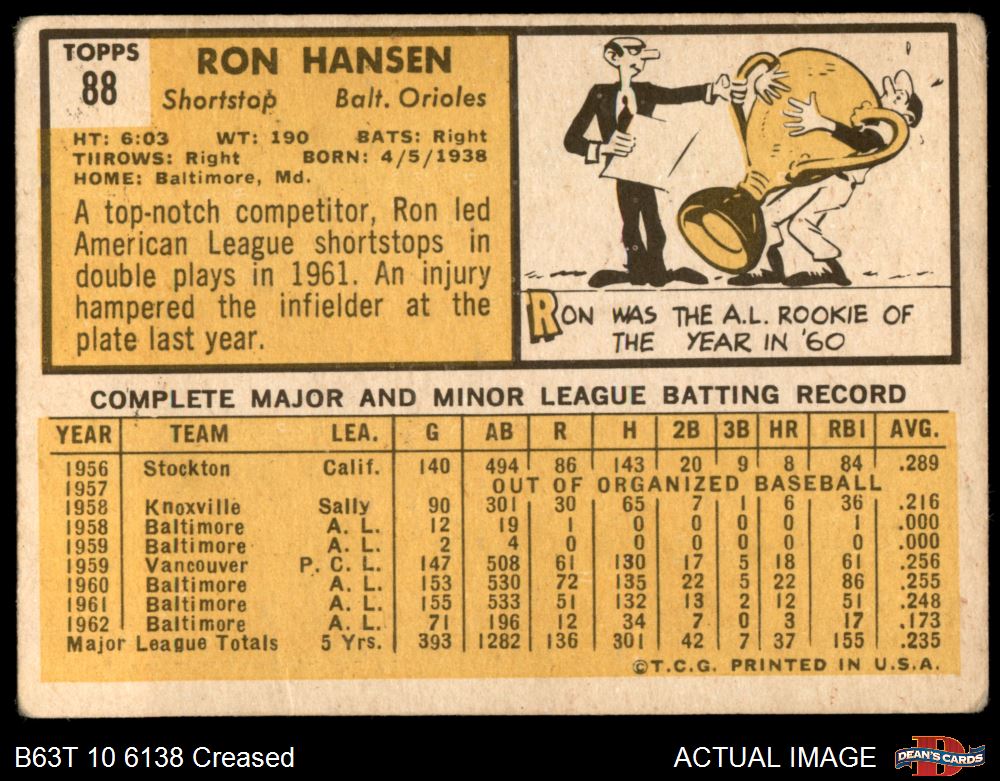 TOPPS
88
RON HANSEN
Shortstop Balt. Orioles
HT: 6:03 WT: 190 BATS: Right
THROWS: Right BORN: 4/5/1938
HOME: Baltimore, Md.
A top-notch competitor, Ron led
American League shortstops in
double plays in 1961. An injury
hampered the infielder at the
plate last year.
RON WAS THE A.L. ROOKIE OF
THE YEAR IN '60
COMPLETE MAJOR AND MINOR LEAGUE BATTING RECORD
YEAR TEAM LEA. G AB R H 2B 3B HR RBI AVG.
1956 Stockton Calif. 140 494 86 143 20 9 8 84 .289
1957 OUT OF ORGANIZED BASEBALL
1958 Knoxville Sally 90 301 30 65 7 1 6 36 .216
1958 Baltimore A. L. 12 19 1 0 0 0 0 1 .000
1959 Baltimore A. L. 2 4 0 0 0 0 0 0 .000
1959 Vancouver P. C. L. 147 508 61 130 17 5 18 61 .256
1960 Baltimore A. L. 153 530 72 135 22 5 22 86 .255
1961 Baltimore A. L. 155 533 51 132 13 2 12 51 .248
1962 Baltimore A. L. 71 196 12 34 7 0 3 17 .173
Major League Totals 5 Yrs. 393 1282 136 301 42 7 37 155 .235
©T.C.G. PRINTED IN U.S.A.
B63T 10 6138 Creased ACTUAL IMAGE D DEAN'S CARDS